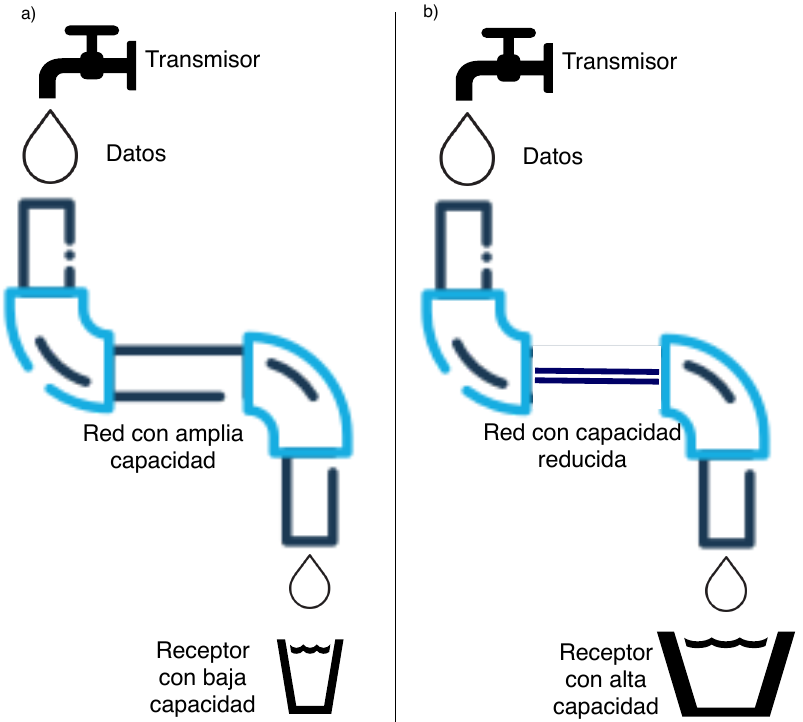 a)
Transmisor
Datos
Red con amplia
capacidad
Receptor
con baja
capacidad
b)
Transmisor
Datos
Red con capacidad
reducida
Receptor
con alta
capacidad